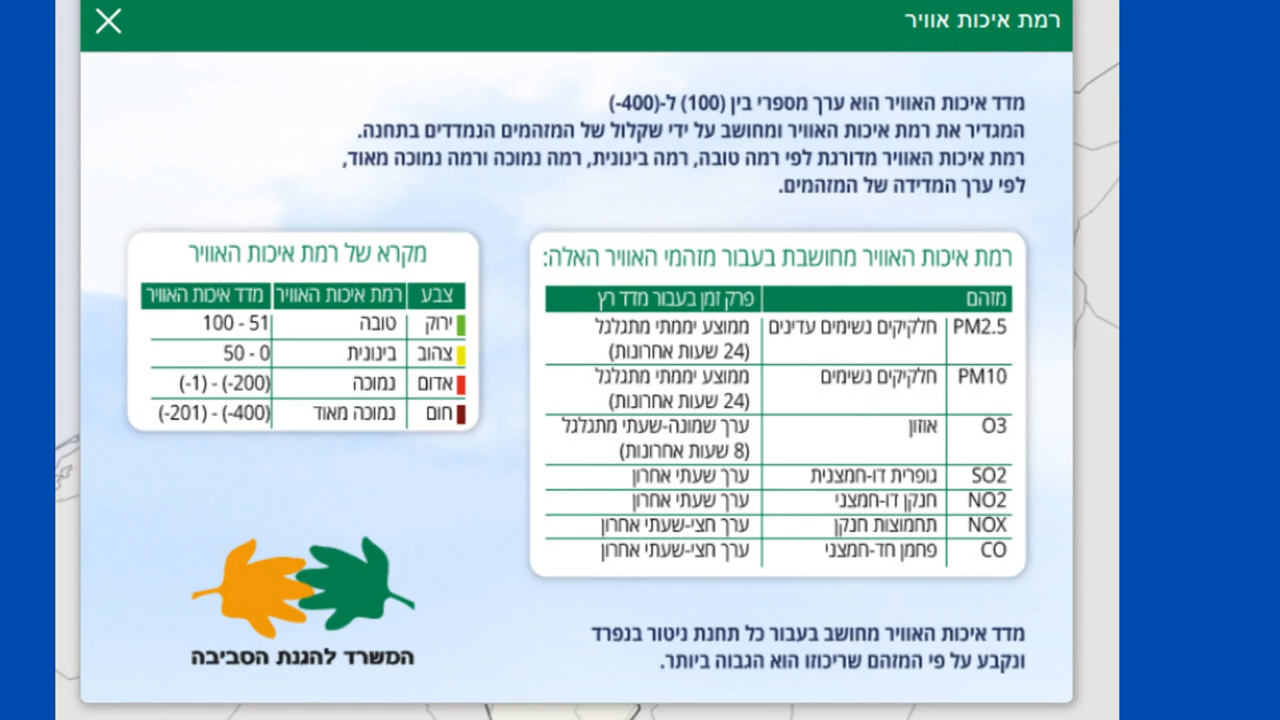 רמת איכות אוויר
מדד איכות האוויר הוא ערך מספרי בין (100) ל-(400-)
המגדיר את רמת איכות האוויר ומחושב על ידי שקלול של המזהמים הנמדדים בתחנה.
רמת איכות האוויר מדורגת לפי רמה טובה, רמה בינונית, רמה נמוכה ורמה נמוכה מאוד,
לפי ערך המדידה של המזהמים.
רמת איכות האוויר מחושבת בעבור מזהמי האוויר האלה:
מזהם פרק זמן בעבור מדד רץ
PM2.5 חלקיקים נשימים עדינים ממוצע יממתי מתגלגל
(24 שעות אחרונות)
PM10 חלקיקים נשימים ממוצע יממתי מתגלגל
(24 שעות אחרונות)
O3 אוזון ערך שמונה-שעתי מתגלגל
(8 שעות אחרונות)
SO2 גופרית דו-חמצנית ערך שעתי אחרון
NO2 חנקן דו-חמצני ערך שעתי אחרון
NOX תחמוצות חנקן ערך חצי-שעתי אחרון
CO פחמן חד-חמצני ערך חצי-שעתי אחרון
מקרא של רמת איכות האוויר
צבע רמת איכות האוויר מדד איכות האוויר
ירוק טובה 51 - 100
צהוב בינונית 0 - 50
אדום נמוכה (200-) - (1-)
חום נמוכה מאוד (400-) - (201-)
המשרד להגנת הסביבה
מדד איכות האוויר מחושב בעבור כל תחנת ניטור בנפרד
ונקבע על פי המזהם שריכוזו הוא הגבוה ביותר.